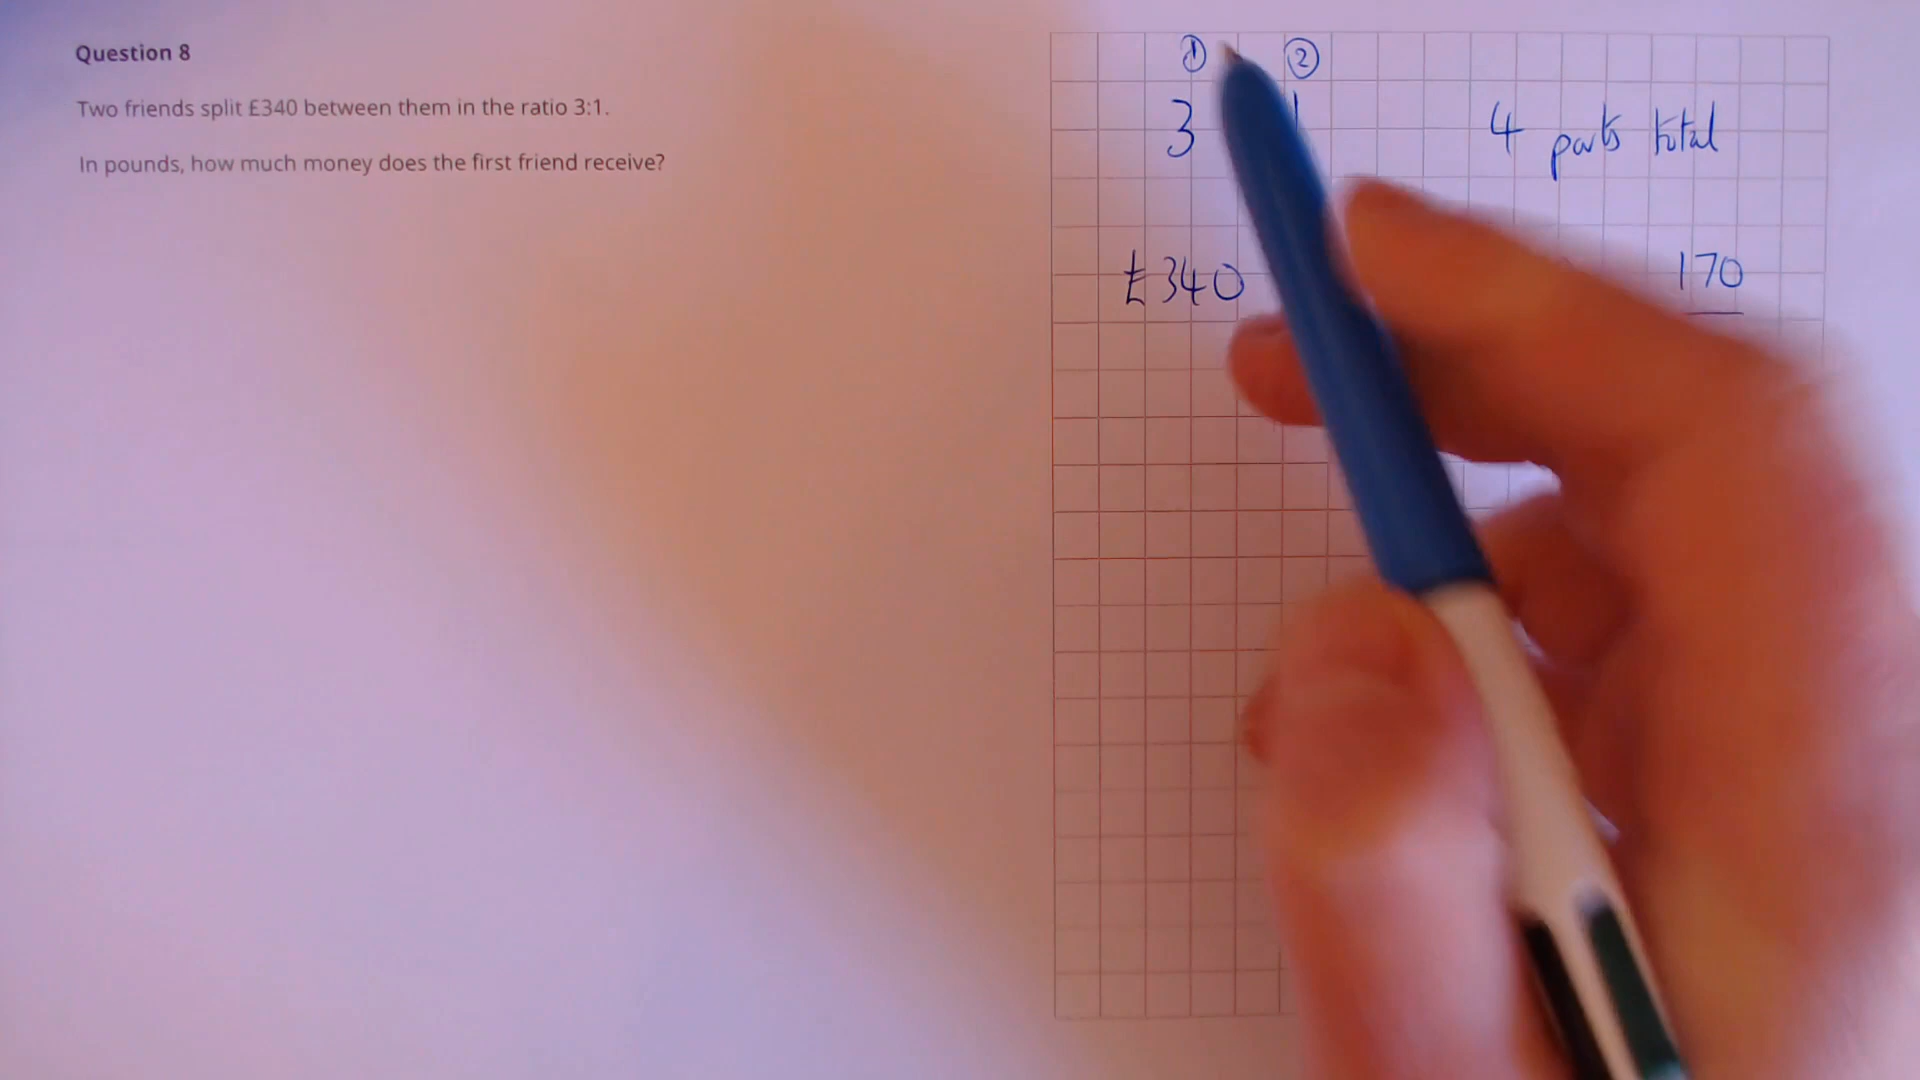 Question 8
Two friends split £340 between them in the ratio 3:1.
In pounds, how much money does the first friend receive?
① ②
3 1 4 parts total
£340 170